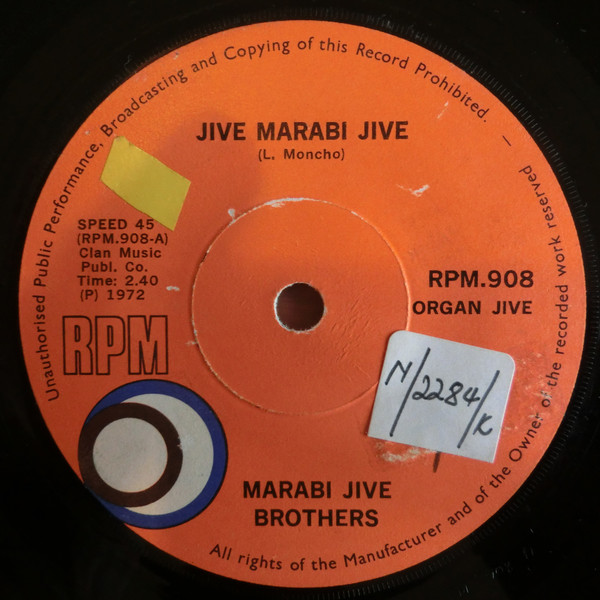 Unauthorised Public Performance, Broadcasting and Copying of this Record Prohibited. —
JIVE MARABI JIVE
(L. Moncho)
SPEED 45
(RPM.908-A)
Clan Music
Publ. Co.
Time: 2.40
(P) 1972
RPM
RPM.908
ORGAN JIVE
N/2284/K
MARABI JIVE
BROTHERS
All rights of the Manufacturer and of the Owner of the recorded work reserved